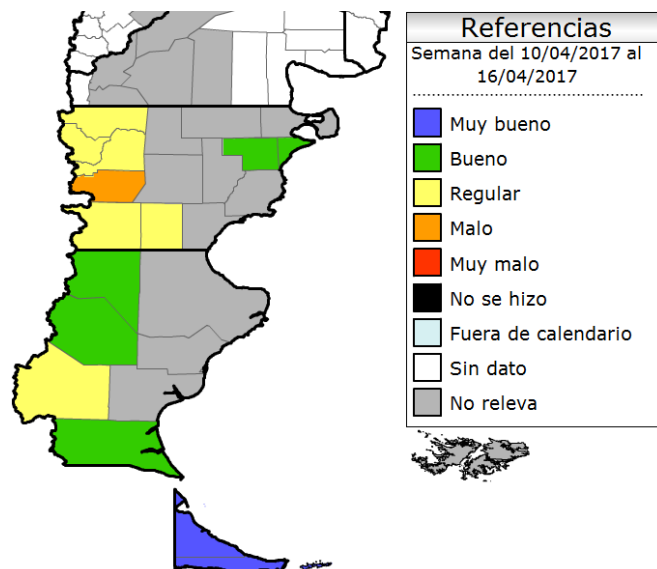 Referencias
Semana del 10/04/2017 al
16/04/2017
Muy bueno
Bueno
Regular
Malo
Muy malo
No se hizo
Fuera de calendario
Sin dato
No releva